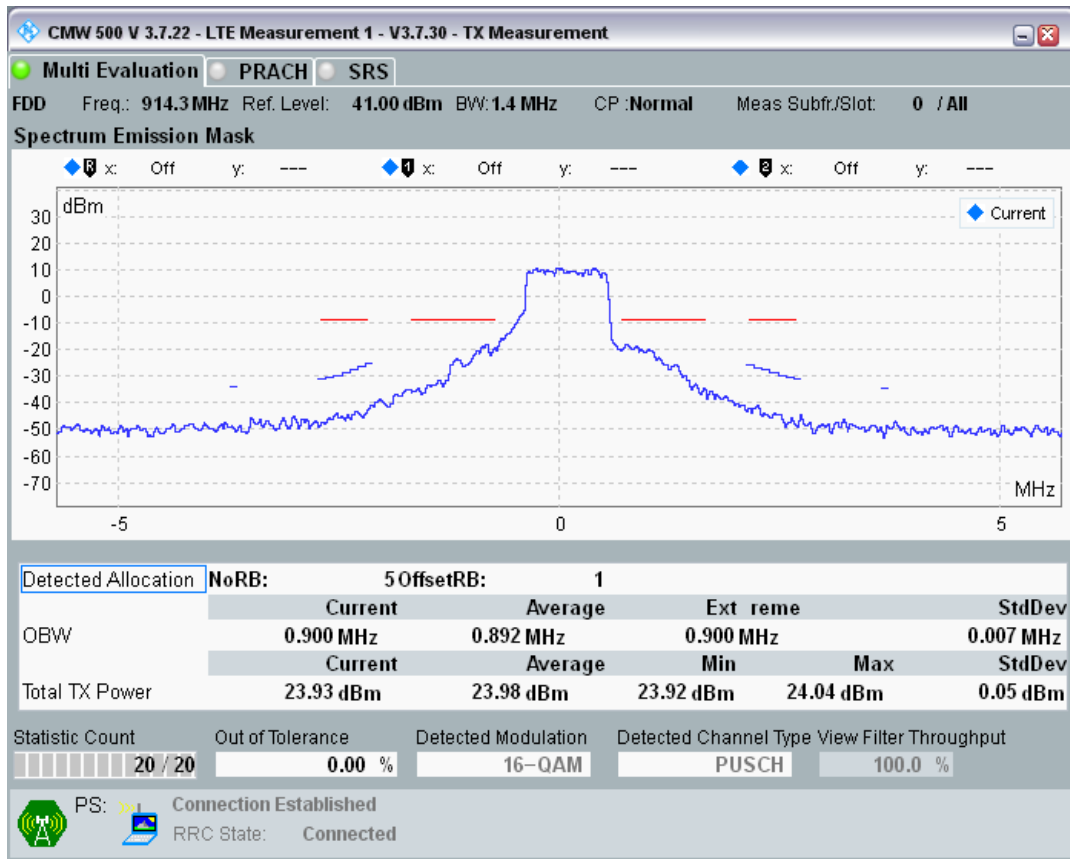 CMW 500 V 3.7.22 - LTE Measurement 1 - V3.7.30 - TX Measurement
Multi Evaluation PRACH SRS
FDD Freq.: 914.3 MHz Ref. Level: 41.00 dBm BW: 1.4 MHz CP :Normal Meas Subfr./Slot: 0 / All
Spectrum Emission Mask
R x: Off y: --- 1 x: Off y: --- 2 x: Off y: ---
dBm
Current
30
20
10
0
-10
-20
-30
-40
-50
-60
-70
MHz
-5 0 5
Detected Allocation NoRB: 5 OffsetRB: 1
Current Average Ext reme StdDev
OBW 0.900 MHz 0.892 MHz 0.900 MHz 0.007 MHz
Current Average Min Max StdDev
Total TX Power 23.93 dBm 23.98 dBm 23.92 dBm 24.04 dBm 0.05 dBm
Statistic Count Out of Tolerance Detected Modulation Detected Channel Type View Filter Throughput
20 / 20 0.00 % 16-QAM PUSCH 100.0 %
PS: Connection Established
RRC State: Connected